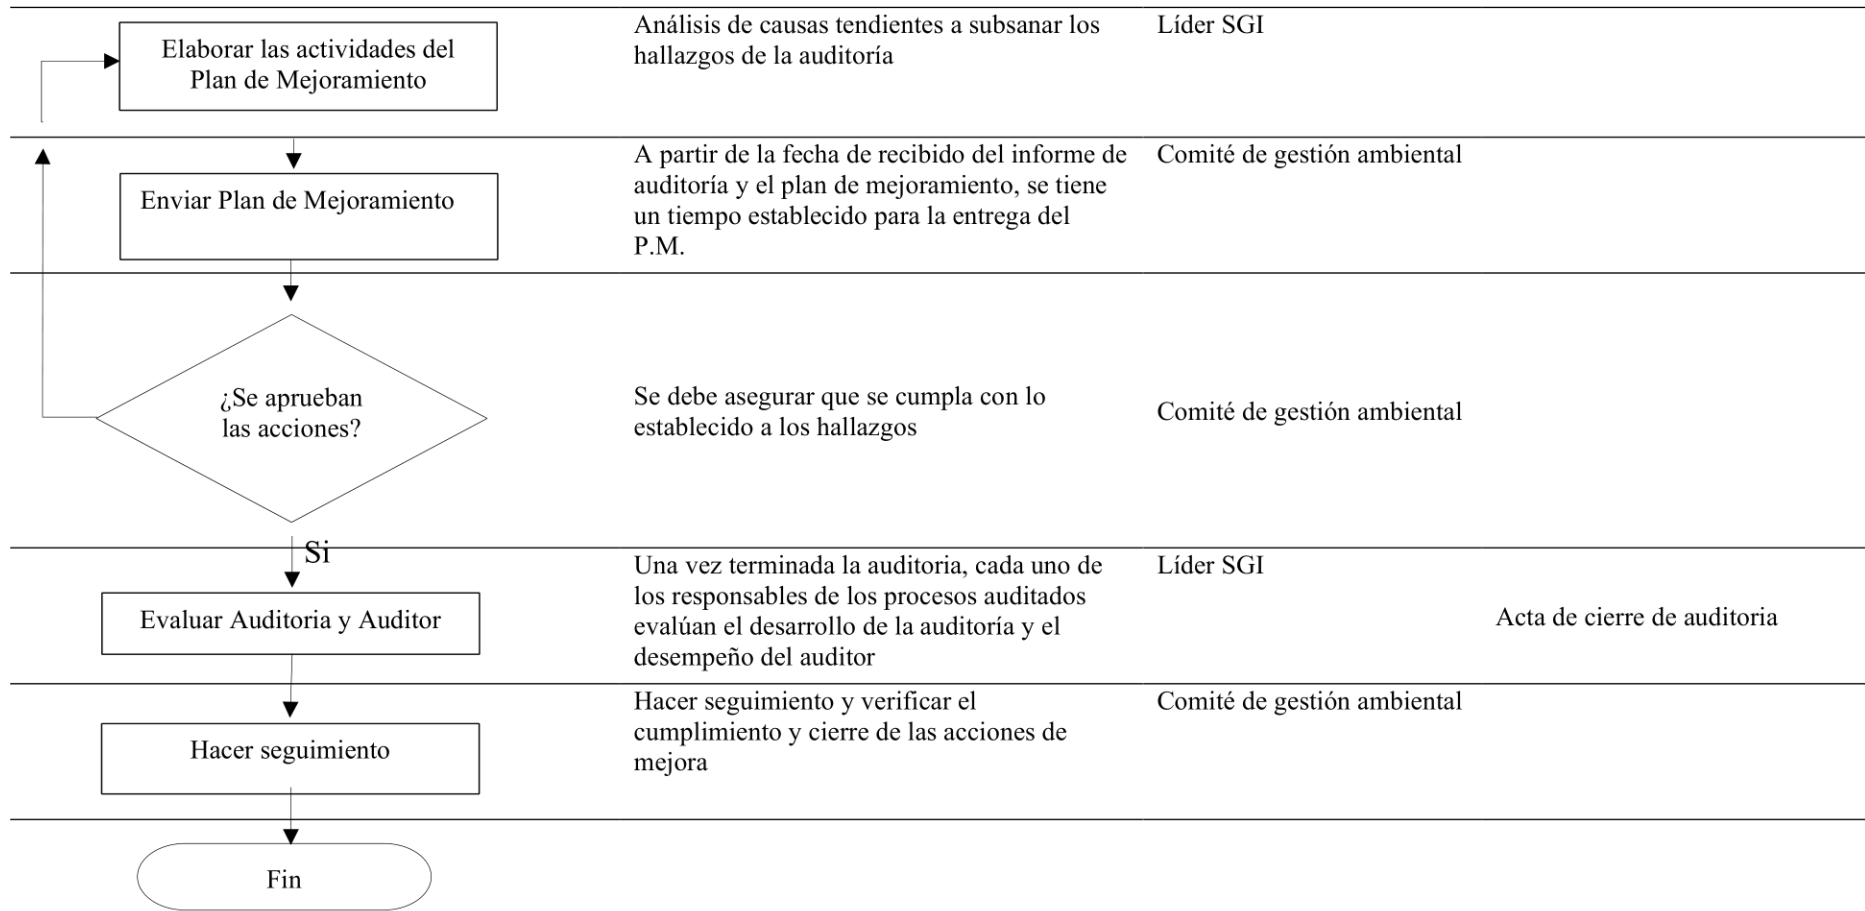 Elaborar las actividades del
Plan de Mejoramiento
Análisis de causas tendientes a subsanar los
hallazgos de la auditoría
Líder SGI
Enviar Plan de Mejoramiento
A partir de la fecha de recibido del informe de
auditoría y el plan de mejoramiento, se tiene
un tiempo establecido para la entrega del
P.M.
Comité de gestión ambiental
¿Se aprueban
las acciones?
Se debe asegurar que se cumpla con lo
establecido a los hallazgos
Comité de gestión ambiental
Si
Evaluar Auditoria y Auditor
Una vez terminada la auditoria, cada uno de
los responsables de los procesos auditados
evalúan el desarrollo de la auditoría y el
desempeño del auditor
Líder SGI
Acta de cierre de auditoria
Hacer seguimiento
Hacer seguimiento y verificar el
cumplimiento y cierre de las acciones de
mejora
Comité de gestión ambiental
Fin